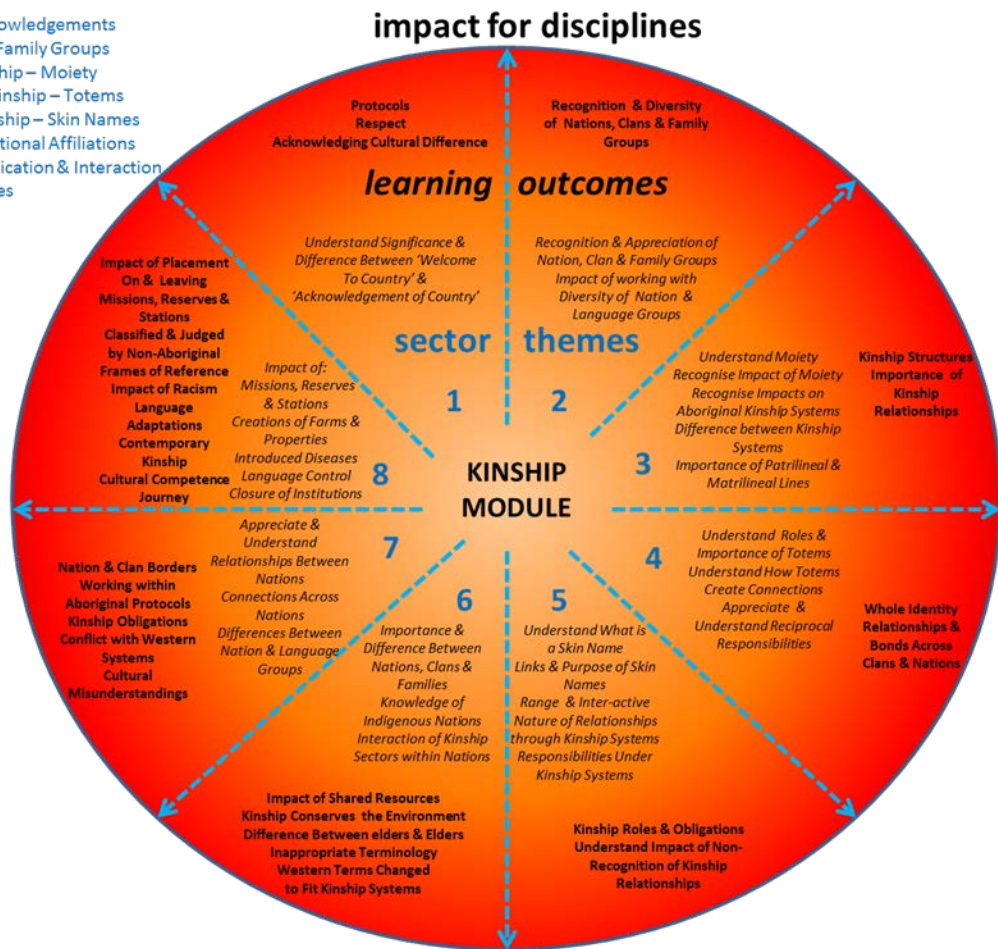 impact for disciplines
Family Groups
– Moiety
– Totems
– Skin Names
Affiliations
& Interaction
Protocols
Respect
Acknowledging Cultural Difference
Recognition & Diversity
of Nations, Clans & Family
Groups
learning outcomes
Understand Significance &
Difference Between ‘Welcome
To Country’ &
‘Acknowledgement of Country’
Recognition & Appreciation of
Nation, Clan & Family Groups
Impact of working with
Diversity of Nation &
Language Groups
sector themes
1
2
3
4
5
6
7
8
KINSHIP
MODULE
Understand Moiety
Recognise Impact of Moiety
Recognise Impacts on
Aboriginal Kinship Systems
Difference between Kinship
Systems
Importance of Patrilineal &
Matrilineal Lines
Kinship Structures
Importance of
Kinship
Relationships
Understand Roles &
Importance of Totems
Understand How Totems
Create Connections
Appreciate &
Understand Reciprocal
Responsibilities
Whole Identity
Relationships &
Bonds Across
Clans & Nations
Understand What is
a Skin Name
Links & Purpose of Skin
Names
Range & Inter-active
Nature of Relationships
through Kinship Systems
Responsibilities Under
Kinship Systems
Kinship Roles & Obligations
Understand Impact of Non-
Recognition of Kinship
Relationships
Importance &
Difference Between
Nations, Clans &
Families
Knowledge of
Indigenous Nations
Interaction of Kinship
Sectors within Nations
Impact of Shared Resources
Kinship Conserves the Environment
Difference Between elders & Elders
Inappropriate Terminology
Western Terms Changed
to Fit Kinship Systems
Appreciate &
Understand
Relationships Between
Nations
Connections Across
Nations
Differences Between
Nation & Language
Groups
Nation & Clan Borders
Working within
Aboriginal Protocols
Kinship Obligations
Conflict with Western
Systems
Cultural
Misunderstandings
Impact of:
Missions, Reserves
& Stations
Creations of Farms &
Properties
Introduced Diseases
Language Control
Closure of Institutions
Impact of Placement
On & Leaving
Missions, Reserves &
Stations
Classified & Judged
by Non-Aboriginal
Frames of Reference
Impact of Racism
Language
Adaptations
Contemporary
Kinship
Cultural Competence
Journey